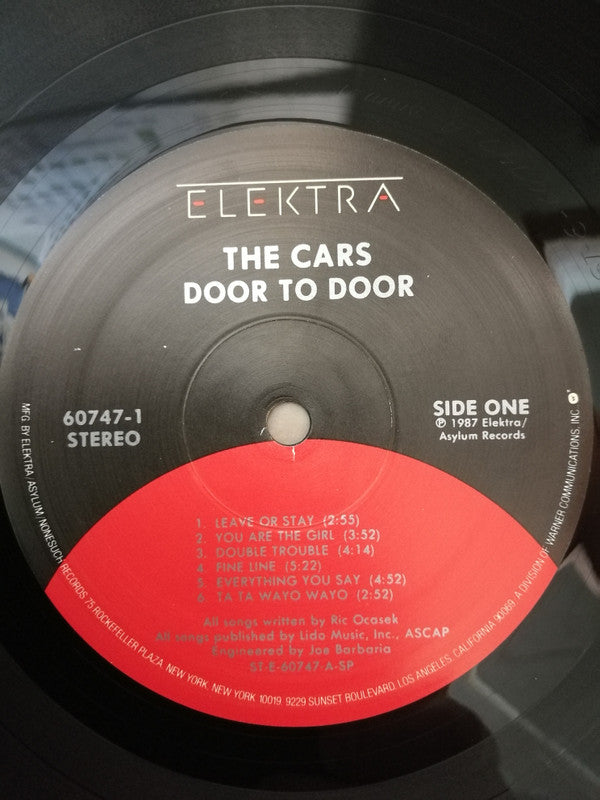 ELEKTRA
THE CARS
DOOR TO DOOR
60747-1
STEREO
SIDE ONE
℗ 1987 Elektra/
Asylum Records
1. LEAVE OR STAY (2:55)
2. YOU ARE THE GIRL (3:52)
3. DOUBLE TROUBLE (4:14)
4. FINE LINE (5:22)
5. EVERYTHING YOU SAY (4:52)
6. TA TA WAYO WAYO (2:52)
All songs written by Ric Ocasek
All songs published by Lido Music, Inc., ASCAP
Engineered by Joe Barbaria
ST-E-60747-A-SP
MFG. BY ELEKTRA/ASYLUM/NONESUCH RECORDS, 75 ROCKEFELLER PLAZA, NEW YORK, NEW YORK 10019. 9229 SUNSET BOULEVARD, LOS ANGELES, CALIFORNIA 90069. A DIVISION OF WARNER COMMUNICATIONS, INC.